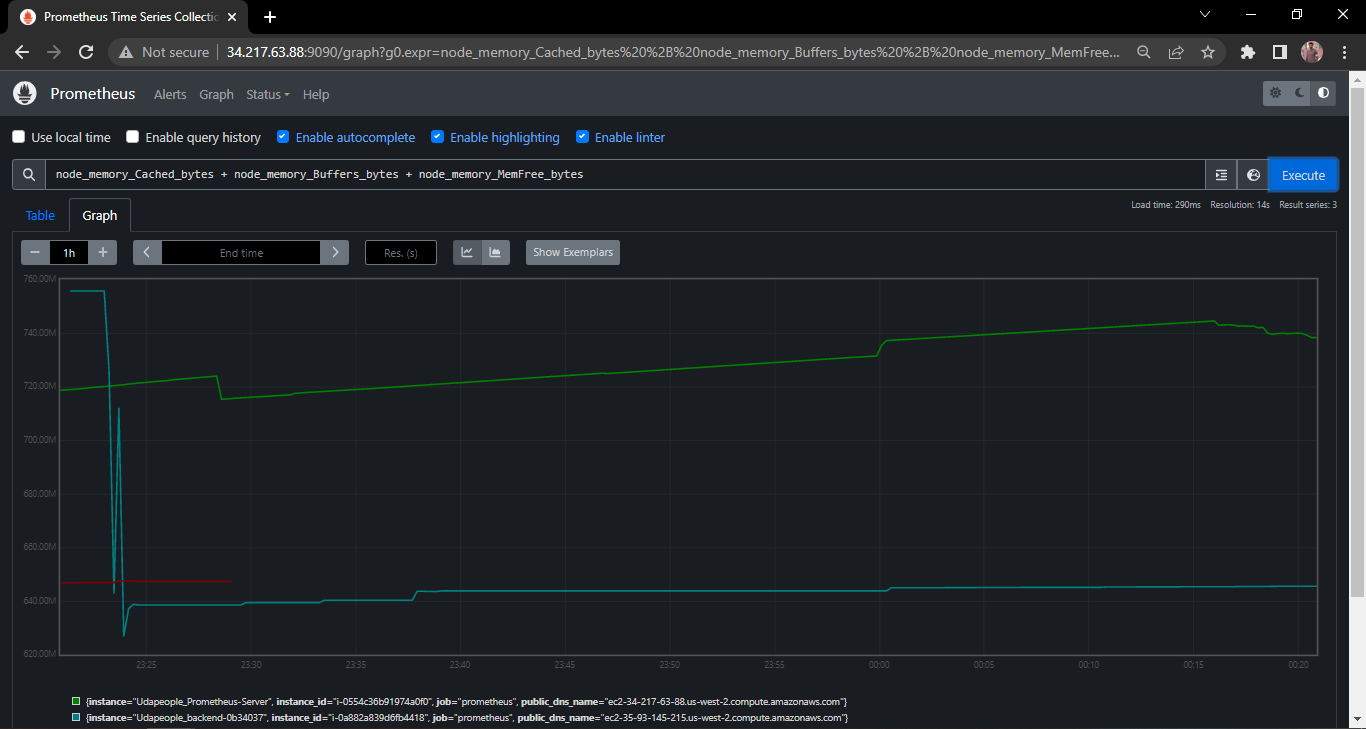 Prometheus Time Series Collectic
Not secure 34.217.63.88:9090/graph?g0.expr=node_memory_Cached_bytes%20%2B%20node_memory_Buffers_bytes%20%2B%20node_memory_MemFree...
Prometheus Alerts Graph Status Help
Use local time Enable query history Enable autocomplete Enable highlighting Enable linter
node_memory_Cached_bytes + node_memory_Buffers_bytes + node_memory_MemFree_bytes Execute
Load time: 290ms Resolution: 14s Result series: 3
Table Graph
1h End time Res. (s) Show Exemplars
760.00M
740.00M
720.00M
700.00M
680.00M
660.00M
640.00M
620.00M
23:25 23:30 23:35 23:40 23:45 23:50 23:55 00:00 00:05 00:10 00:15 00:20
{instance="Udapeople_Prometheus-Server", instance_id="i-0554c36b91974a0f0", job="prometheus", public_dns_name="ec2-34-217-63-88.us-west-2.compute.amazonaws.com"}
{instance="Udapeople_backend-0b34037", instance_id="i-0a882a839d6fb4418", job="prometheus", public_dns_name="ec2-35-93-145-215.us-west-2.compute.amazonaws.com"}